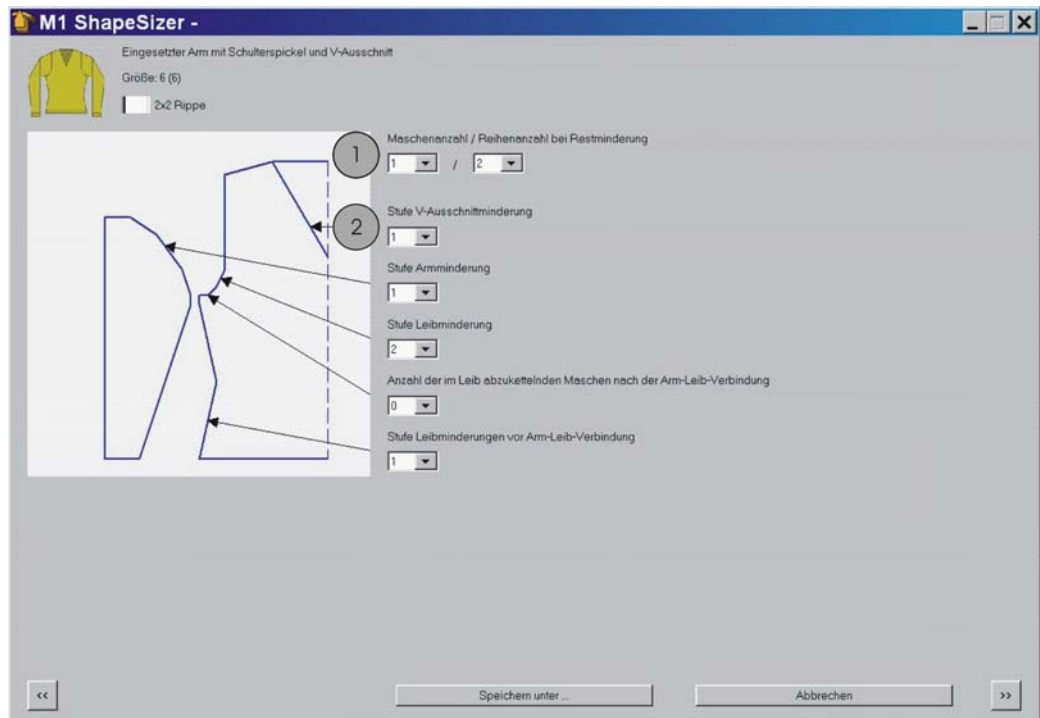 M1 ShapeSizer -
Eingesetzter Arm mit Schulterspickel und V-Ausschnitt
Größe: 6 (6)
2x2 Rippe
1
Maschenanzahl / Reihenanzahl bei Restminderung
1 / 2
2
Stufe V-Ausschnittminderung
1
Stufe Armminderung
1
Stufe Leibminderung
2
Anzahl der im Leib abzukettelnden Maschen nach der Arm-Leib-Verbindung
0
Stufe Leibminderungen vor Arm-Leib-Verbindung
1
<<
Speichern unter ...
Abbrechen
>>